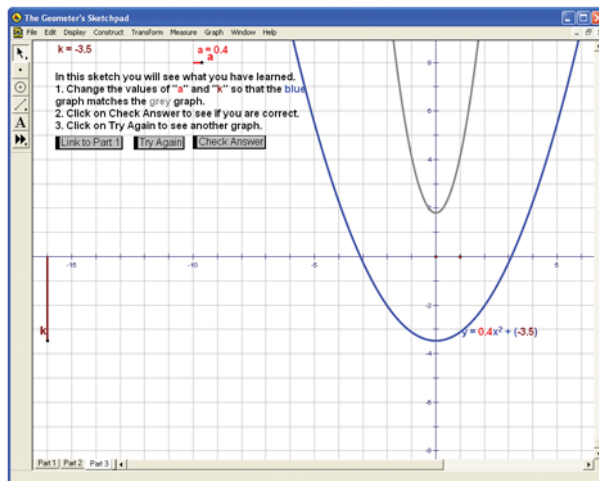 The Geometer's Sketchpad
File Edit Display Construct Transform Measure Graph Window Help
k = -3.5
a = 0.4
a
In this sketch you will see what you have learned.
1. Change the values of "a" and "k" so that the blue
graph matches the grey graph.
2. Click on Check Answer to see if you are correct.
3. Click on Try Again to see another graph.
Link to Part 1 Try Again Check Answer
A
8
6
4
2
-15 -10 -5 5
-2
k
y = 0.4x² + (-3.5)
-4
-6
-8
Part 1 Part 2 Part 3